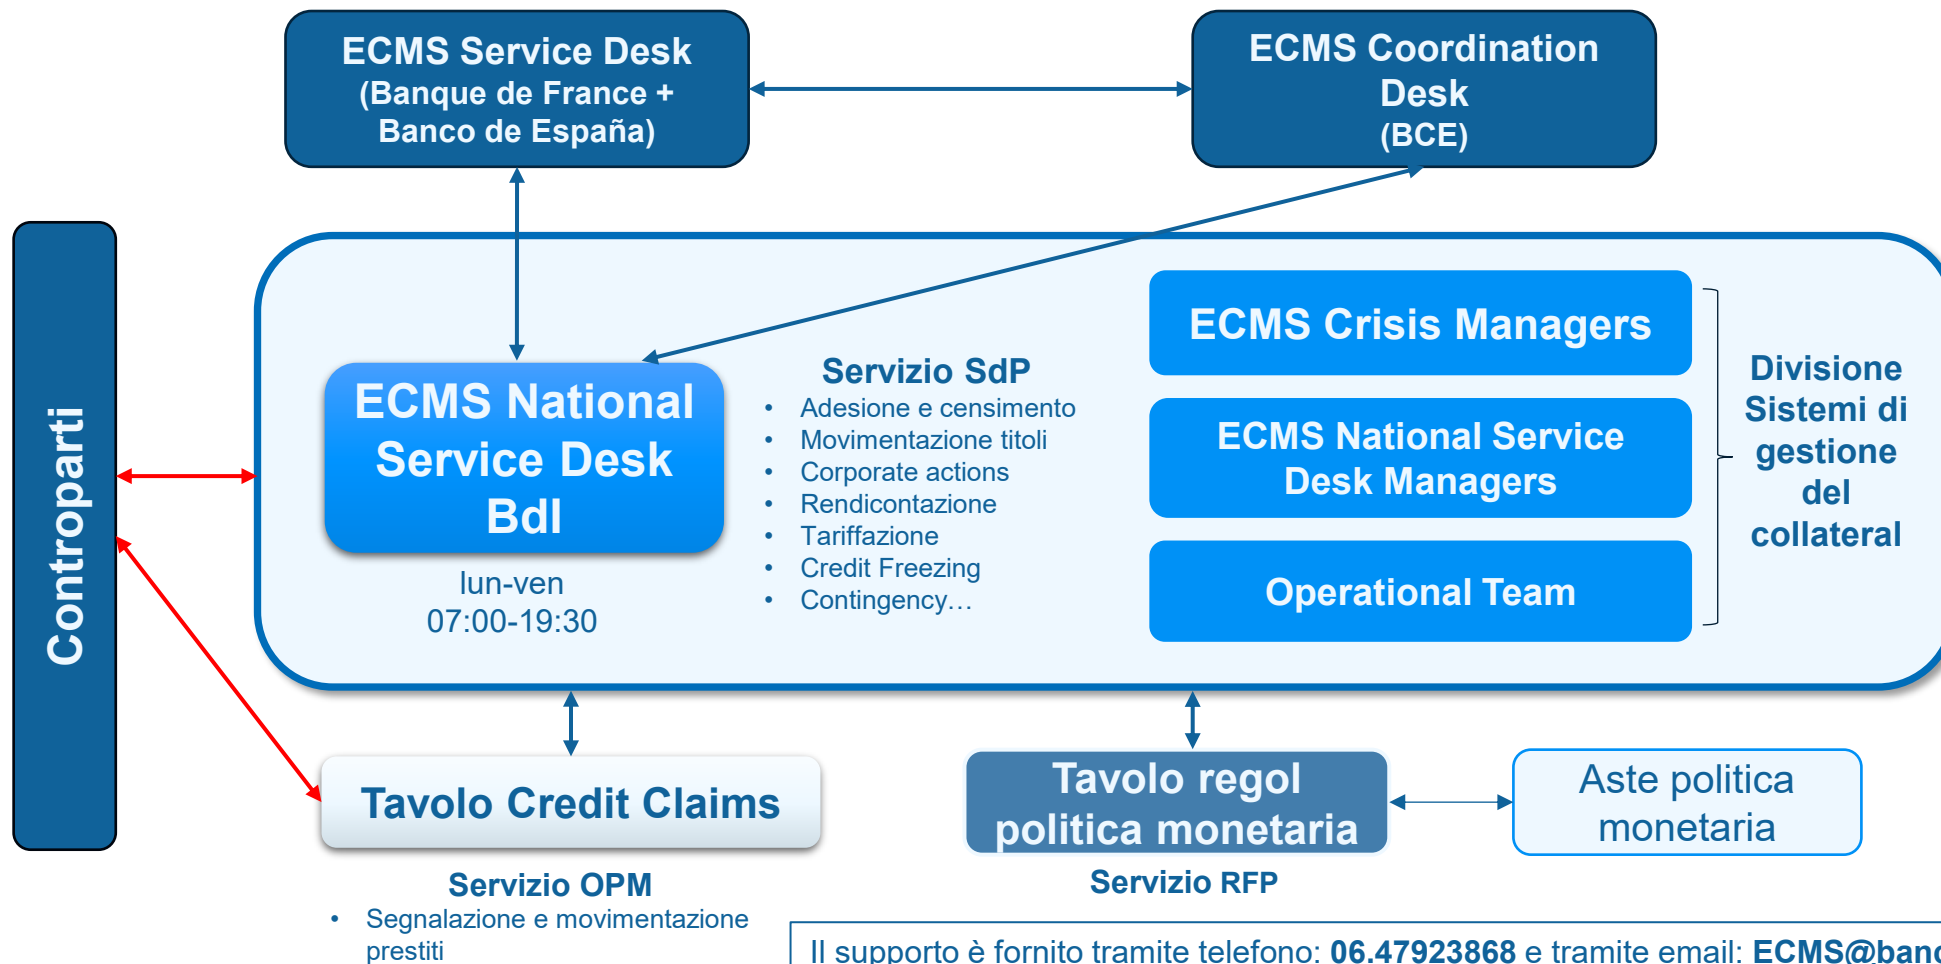 ECMS Service Desk
(Banque de France +
Banco de España)
ECMS Coordination
Desk
(BCE)
Controparti
ECMS National
Service Desk
BdI
lun-ven
07:00-19:30
Servizio SdP
• Adesione e censimento
• Movimentazione titoli
• Corporate actions
• Rendicontazione
• Tariffazione
• Credit Freezing
• Contingency…
ECMS Crisis Managers
ECMS National Service
Desk Managers
Operational Team
Divisione
Sistemi di
gestione
del
collateral
Tavolo Credit Claims
Servizio OPM
• Segnalazione e movimentazione
prestiti
Tavolo regol
politica monetaria
Servizio RFP
Aste politica
monetaria
Il supporto è fornito tramite telefono: 06.47923868 e tramite email: ECMS@banc